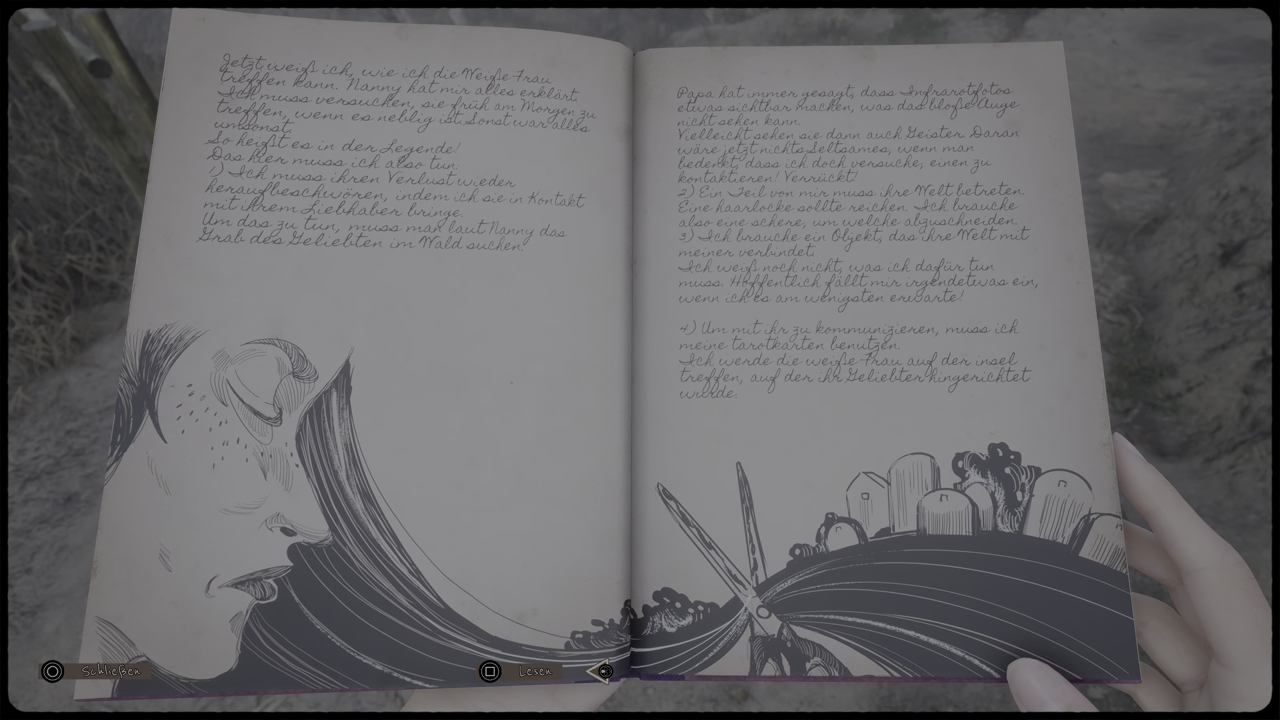 Jetzt weiß ich, wie ich die Weiße Frau
treffen kann. Nanny hat mir alles erklärt.
Ich muss versuchen, sie früh am Morgen zu
treffen, wenn es neblig ist. Sonst war alles
umsonst.
So heißt es in der Legende!
Das hier muss ich also tun:
1) Ich muss ihren Verlust wieder
heraufbeschwören, indem ich sie in Kontakt
mit ihrem Liebhaber bringe.
Um das zu tun, muss man laut Nanny das
Grab des Geliebten im Wald suchen.
Papa hat immer gesagt, dass Infrarotfotos
etwas sichtbar machen, was das bloße Auge
nicht sehen kann.
Vielleicht sehen sie dann auch Geister. Daran
wäre jetzt nichts Seltsames, wenn man
bedenkt, dass ich doch versuche, einen zu
kontaktieren! Verrückt!
2) Ein Teil von mir muss ihre Welt betreten.
Eine haarlocke sollte reichen. Ich brauche
also eine schere, um welche abzuschneiden.
3) Ich brauche ein Objekt, das ihre Welt mit
meiner verbindet.
Ich weiß noch nicht, was ich dafür tun
muss. Hoffentlich fällt mir irgendetwas ein,
wenn ich es am wenigsten erwarte!
4) Um mit ihr zu kommunizieren, muss ich
meine tarotkarten benutzen.
Ich werde die weiße Frau auf der insel
treffen, auf der ihr Geliebter hingerichtet
wurde.
Schließen
Lesen